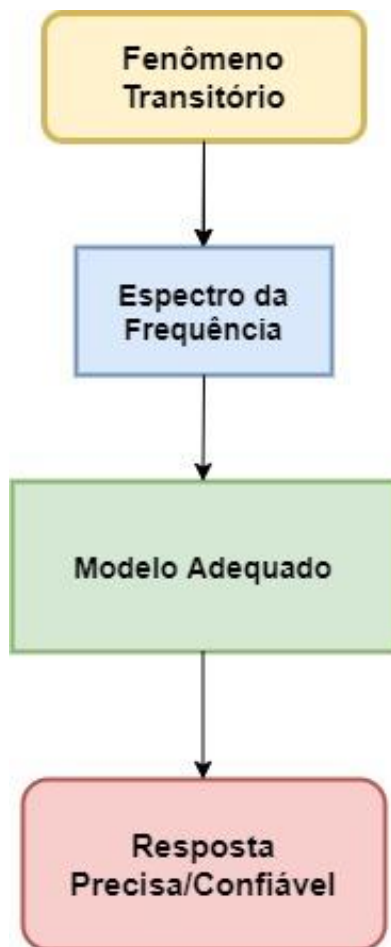 Fenômeno
Transitório
Espectro da
Frequência
Modelo Adequado
Resposta
Precisa/Confiável